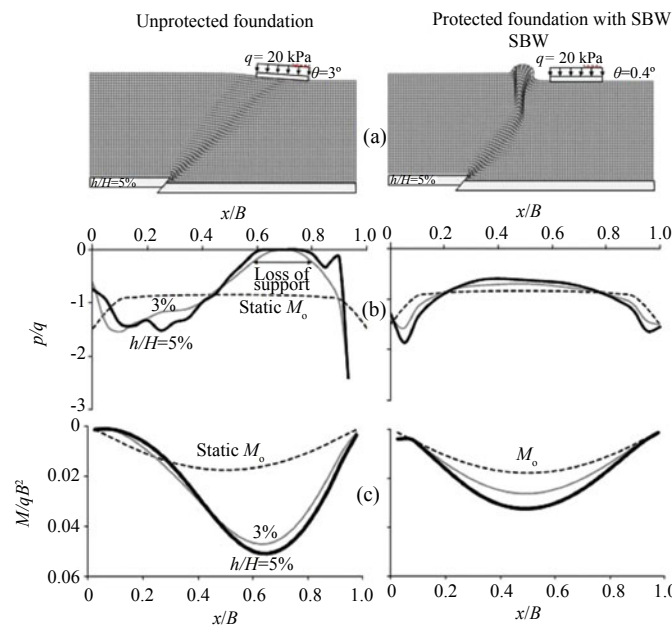 Unprotected foundation
Protected foundation with SBW
SBW
q= 20 kPa
θ=3°
q= 20 kPa
θ=0.4°
(a)
h/H=5%
h/H=5%
x/B
x/B
0 0.2 0.4 0.6 0.8 1.0
0 0.2 0.4 0.6 0.8 1.0
0
-1
-2
-3
p/q
Loss of
support
3%
Static Mo
h/H=5%
(b)
0
0.02
0.04
0.06
M/qB²
Static Mo
3%
h/H=5%
(c)
Mo
0 0.2 0.4 0.6 0.8 1.0
0 0.2 0.4 0.6 0.8 1.0
x/B
x/B